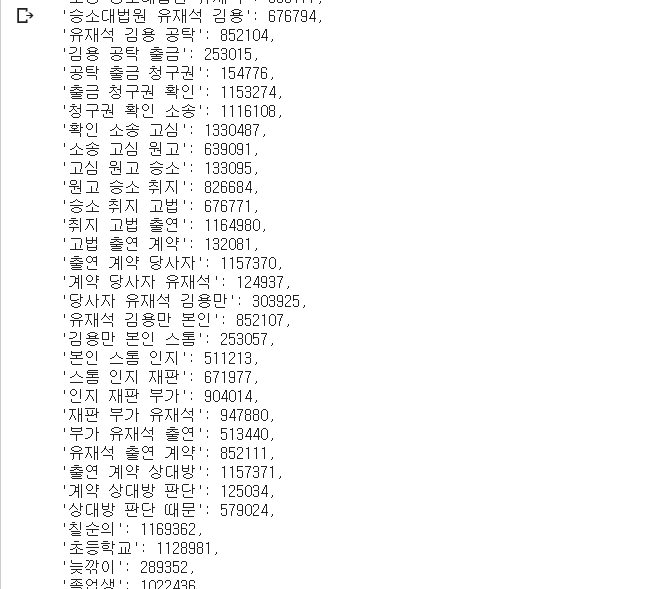 '승소대법원 유재석 김용': 676794,
'유재석 김용 공탁': 852104,
'김용 공탁 출금': 253015,
'공탁 출금 청구권': 154776,
'출금 청구권 확인': 1153274,
'청구권 확인 소송': 1116108,
'확인 소송 고심': 1330487,
'소송 고심 원고': 639091,
'고심 원고 승소': 133095,
'원고 승소 취지': 826684,
'승소 취지 고법': 676771,
'취지 고법 출연': 1164980,
'고법 출연 계약': 132081,
'출연 계약 당사자': 1157370,
'계약 당사자 유재석': 124937,
'당사자 유재석 김용만': 303925,
'유재석 김용만 본인': 852107,
'김용만 본인 스톰': 253057,
'본인 스톰 인지': 511213,
'스톰 인지 재판': 671977,
'인지 재판 부가': 904014,
'재판 부가 유재석': 947880,
'부가 유재석 출연': 513440,
'유재석 출연 계약': 852111,
'출연 계약 상대방': 1157371,
'계약 상대방 판단': 125034,
'상대방 판단 때문': 579024,
'칠순의': 1169362,
'초등학교': 1128981,
'늦깎이': 289352,
'졸업생': 1022436